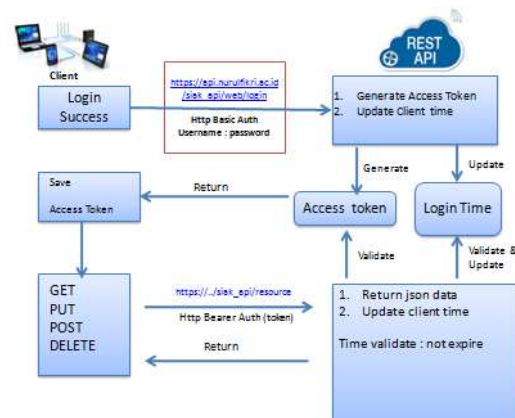 REST
API
Client
Login
Success
https://api.nurulfikri.ac.id
/siak_api/web/login
Http Basic Auth
Username : password
1. Generate Access Token
2. Update Client time
Generate
Update
Save
Access Token
Return
Access token
Login Time
Validate
Validate &
Update
GET
PUT
POST
DELETE
https://../siak_api/resource
Http Bearer Auth (token)
Return
1. Return json data
2. Update client time
Time validate : not expire